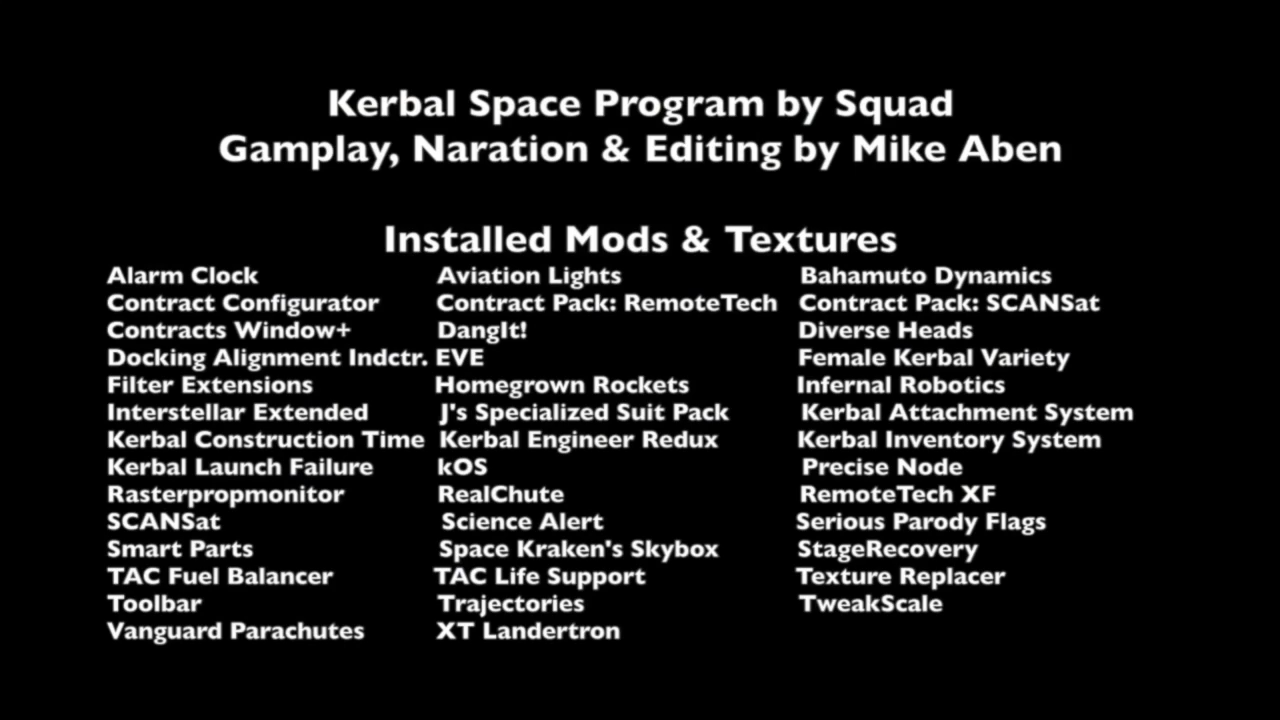 Kerbal Space Program by Squad
Gamplay, Naration & Editing by Mike Aben
Installed Mods & Textures
Alarm Clock Aviation Lights Bahamuto Dynamics
Contract Configurator Contract Pack: RemoteTech Contract Pack: SCANSat
Contracts Window+ DangIt! Diverse Heads
Docking Alignment Indctr. EVE Female Kerbal Variety
Filter Extensions Homegrown Rockets Infernal Robotics
Interstellar Extended J's Specialized Suit Pack Kerbal Attachment System
Kerbal Construction Time Kerbal Engineer Redux Kerbal Inventory System
Kerbal Launch Failure kOS Precise Node
Rasterpropmonitor RealChute RemoteTech XF
SCANSat Science Alert Serious Parody Flags
Smart Parts Space Kraken's Skybox StageRecovery
TAC Fuel Balancer TAC Life Support Texture Replacer
Toolbar Trajectories TweakScale
Vanguard Parachutes XT Landertron